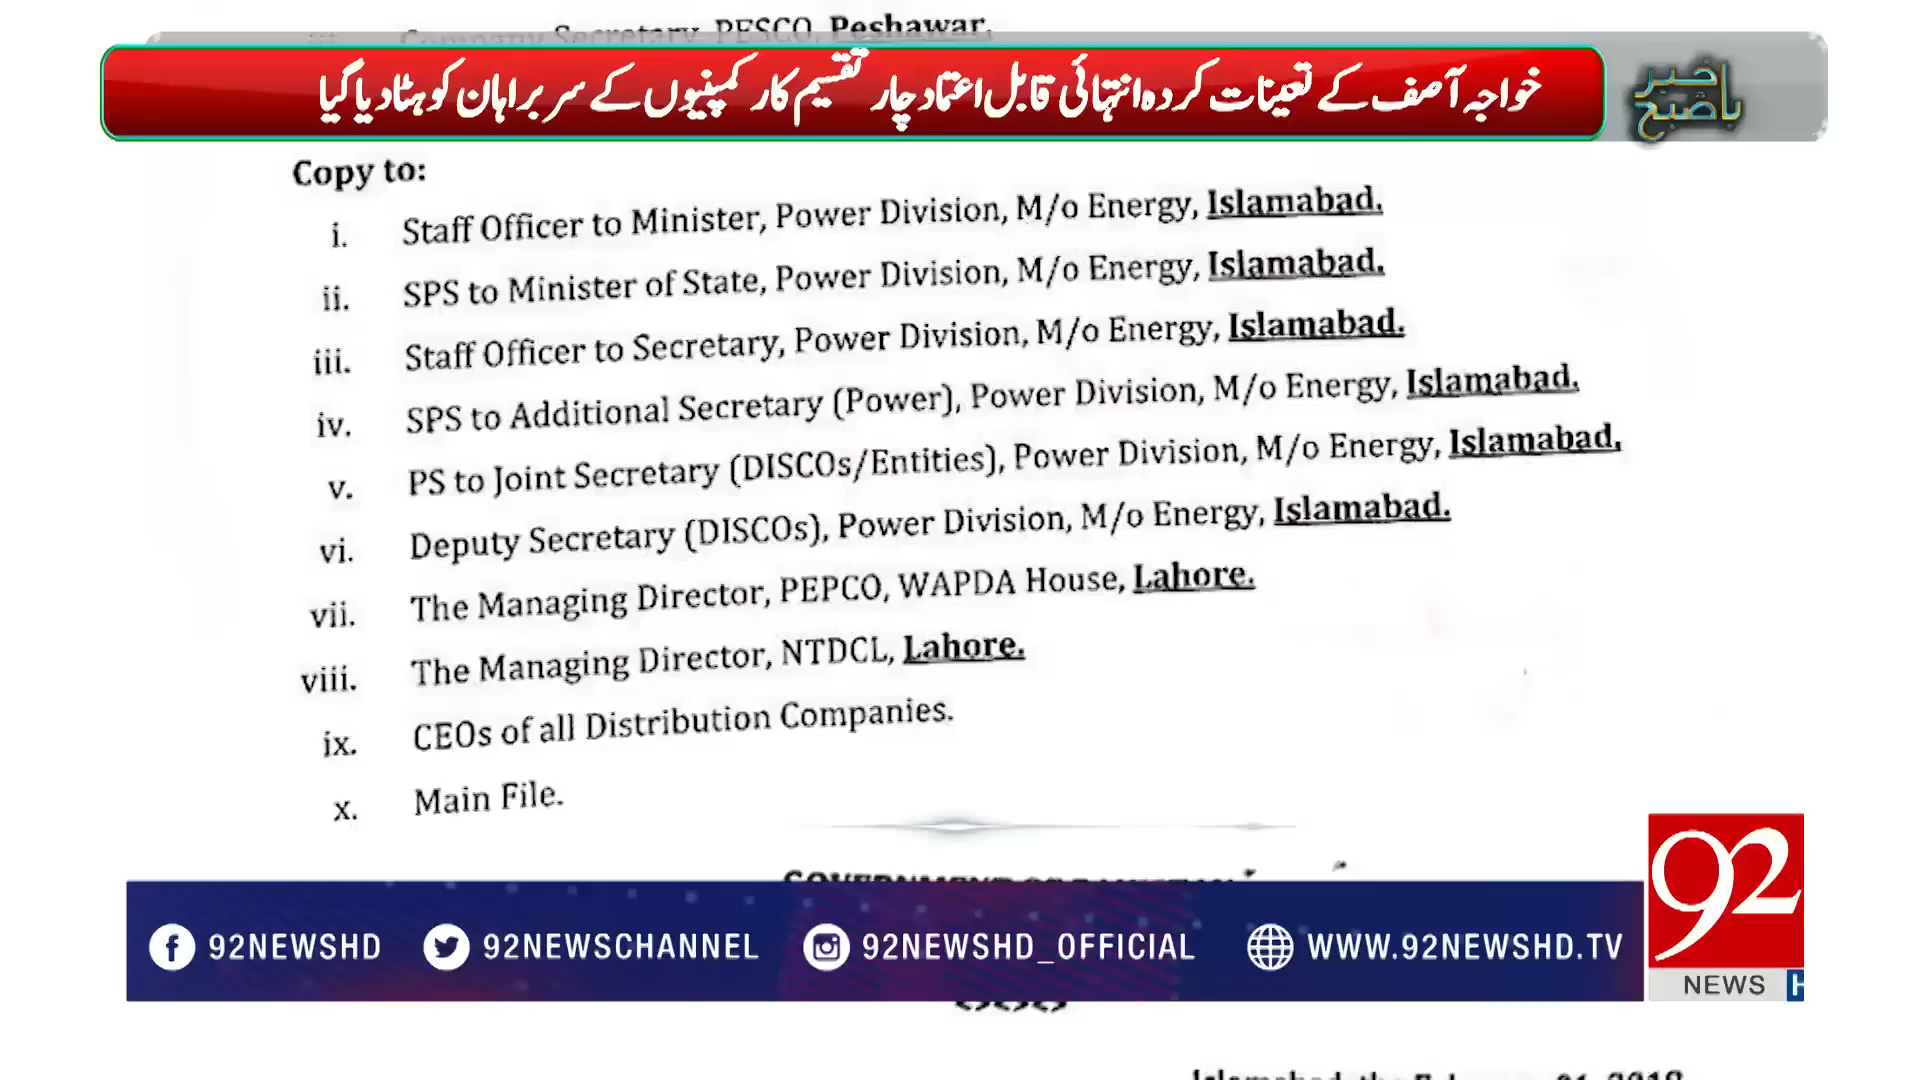 Company Secretary, PESCO, Peshawar.
خواجہ آصف کے تعینات کردہ انتہائی قابل اعتماد چار تقسیم کار کمپنیوں کے سربراہان کو ہٹا دیا گیا
باخبر صبح
Copy to:
i. Staff Officer to Minister, Power Division, M/o Energy, Islamabad.
ii. SPS to Minister of State, Power Division, M/o Energy, Islamabad.
iii. Staff Officer to Secretary, Power Division, M/o Energy, Islamabad.
iv. SPS to Additional Secretary (Power), Power Division, M/o Energy, Islamabad.
v. PS to Joint Secretary (DISCOs/Entities), Power Division, M/o Energy, Islamabad.
vi. Deputy Secretary (DISCOs), Power Division, M/o Energy, Islamabad.
vii. The Managing Director, PEPCO, WAPDA House, Lahore.
viii. The Managing Director, NTDCL, Lahore.
ix. CEOs of all Distribution Companies.
x. Main File.
92NEWSHD 92NEWSCHANNEL 92NEWSHD_OFFICIAL WWW.92NEWSHD.TV
92
NEWS H